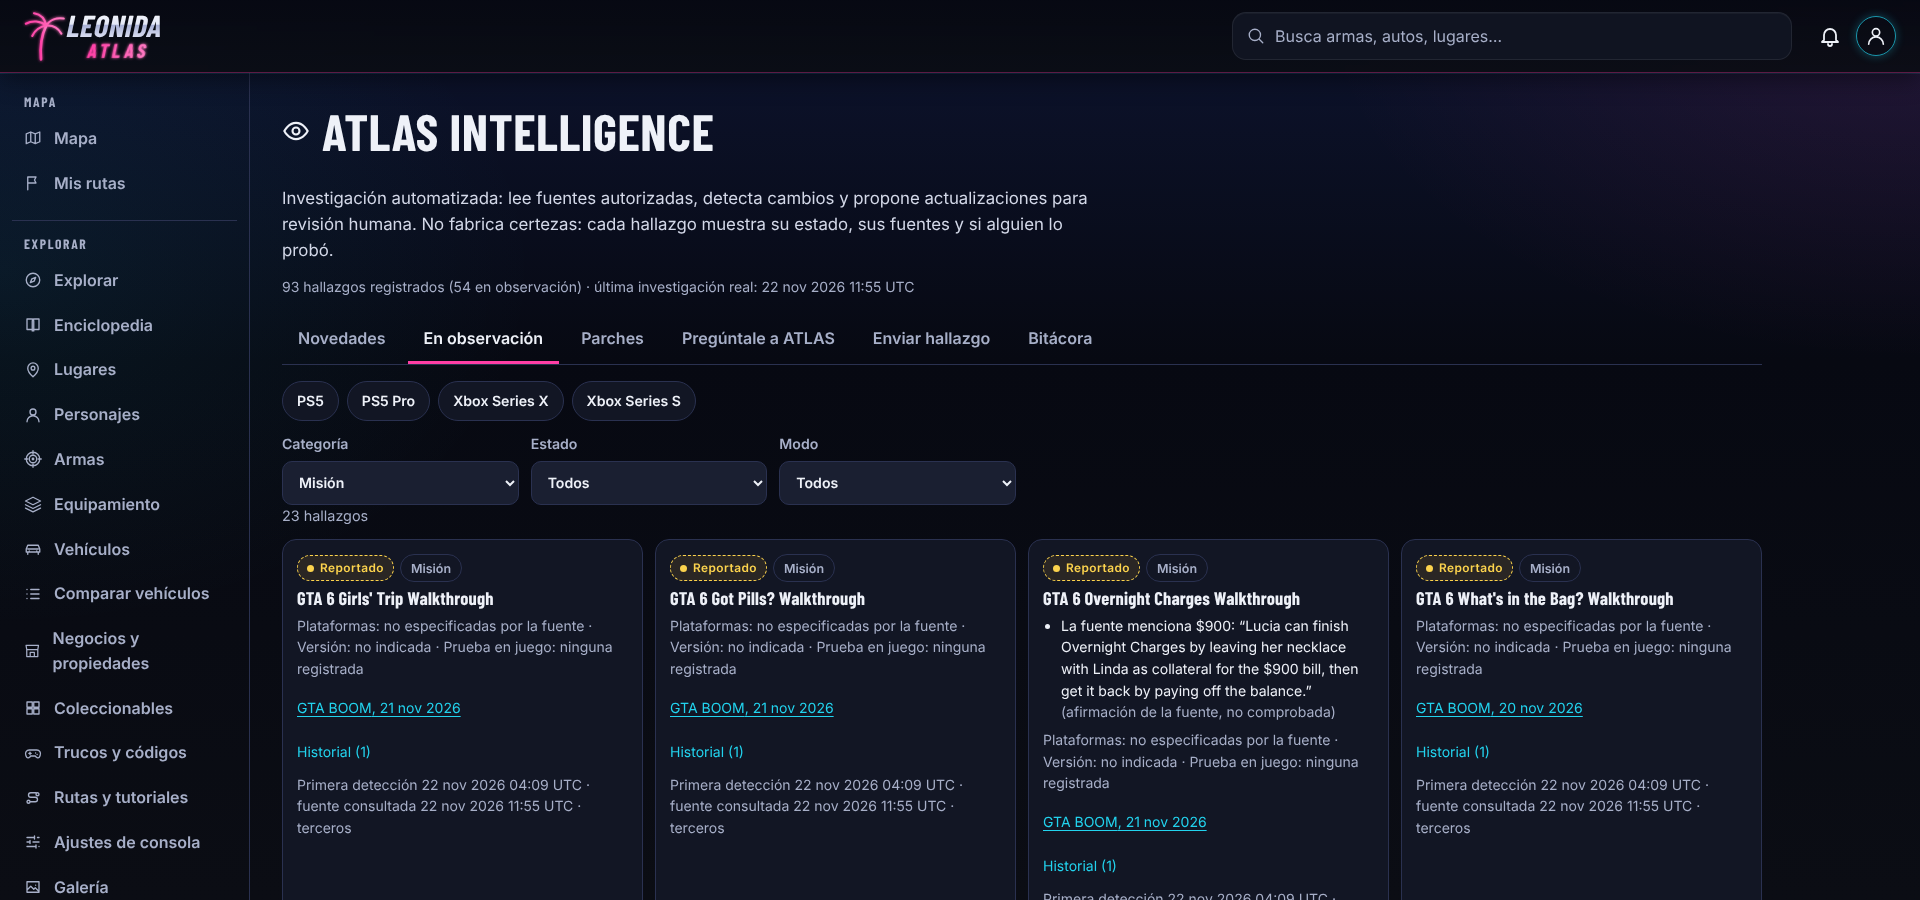 LEONIDA
ATLAS
Busca armas, autos, lugares...
MAPA
Mapa
Mis rutas
EXPLORAR
Explorar
Enciclopedia
Lugares
Personajes
Armas
Equipamiento
Vehículos
Comparar vehículos
Negocios y
propiedades
Coleccionables
Trucos y códigos
Rutas y tutoriales
Ajustes de consola
Galería
ATLAS INTELLIGENCE
Investigación automatizada: lee fuentes autorizadas, detecta cambios y propone actualizaciones para
revisión humana. No fabrica certezas: cada hallazgo muestra su estado, sus fuentes y si alguien lo
probó.
93 hallazgos registrados (54 en observación) · última investigación real: 22 nov 2026 11:55 UTC
Novedades En observación Parches Pregúntale a ATLAS Enviar hallazgo Bitácora
PS5 PS5 Pro Xbox Series X Xbox Series S
Categoría Estado Modo
Misión Todos Todos
23 hallazgos
Reportado Misión
GTA 6 Girls' Trip Walkthrough
Plataformas: no especificadas por la fuente ·
Versión: no indicada · Prueba en juego: ninguna
registrada
GTA BOOM, 21 nov 2026
Historial (1)
Primera detección 22 nov 2026 04:09 UTC ·
fuente consultada 22 nov 2026 11:55 UTC ·
terceros
Reportado Misión
GTA 6 Got Pills? Walkthrough
Plataformas: no especificadas por la fuente ·
Versión: no indicada · Prueba en juego: ninguna
registrada
GTA BOOM, 21 nov 2026
Historial (1)
Primera detección 22 nov 2026 04:09 UTC ·
fuente consultada 22 nov 2026 11:55 UTC ·
terceros
Reportado Misión
GTA 6 Overnight Charges Walkthrough
• La fuente menciona $900: “Lucia can finish
Overnight Charges by leaving her necklace
with Linda as collateral for the $900 bill, then
get it back by paying off the balance.”
(afirmación de la fuente, no comprobada)
Plataformas: no especificadas por la fuente ·
Versión: no indicada · Prueba en juego: ninguna
registrada
GTA BOOM, 21 nov 2026
Historial (1)
Primera detección 22 nov 2026 04:09 UTC ·
Reportado Misión
GTA 6 What's in the Bag? Walkthrough
Plataformas: no especificadas por la fuente ·
Versión: no indicada · Prueba en juego: ninguna
registrada
GTA BOOM, 20 nov 2026
Historial (1)
Primera detección 22 nov 2026 04:09 UTC ·
fuente consultada 22 nov 2026 11:55 UTC ·
terceros